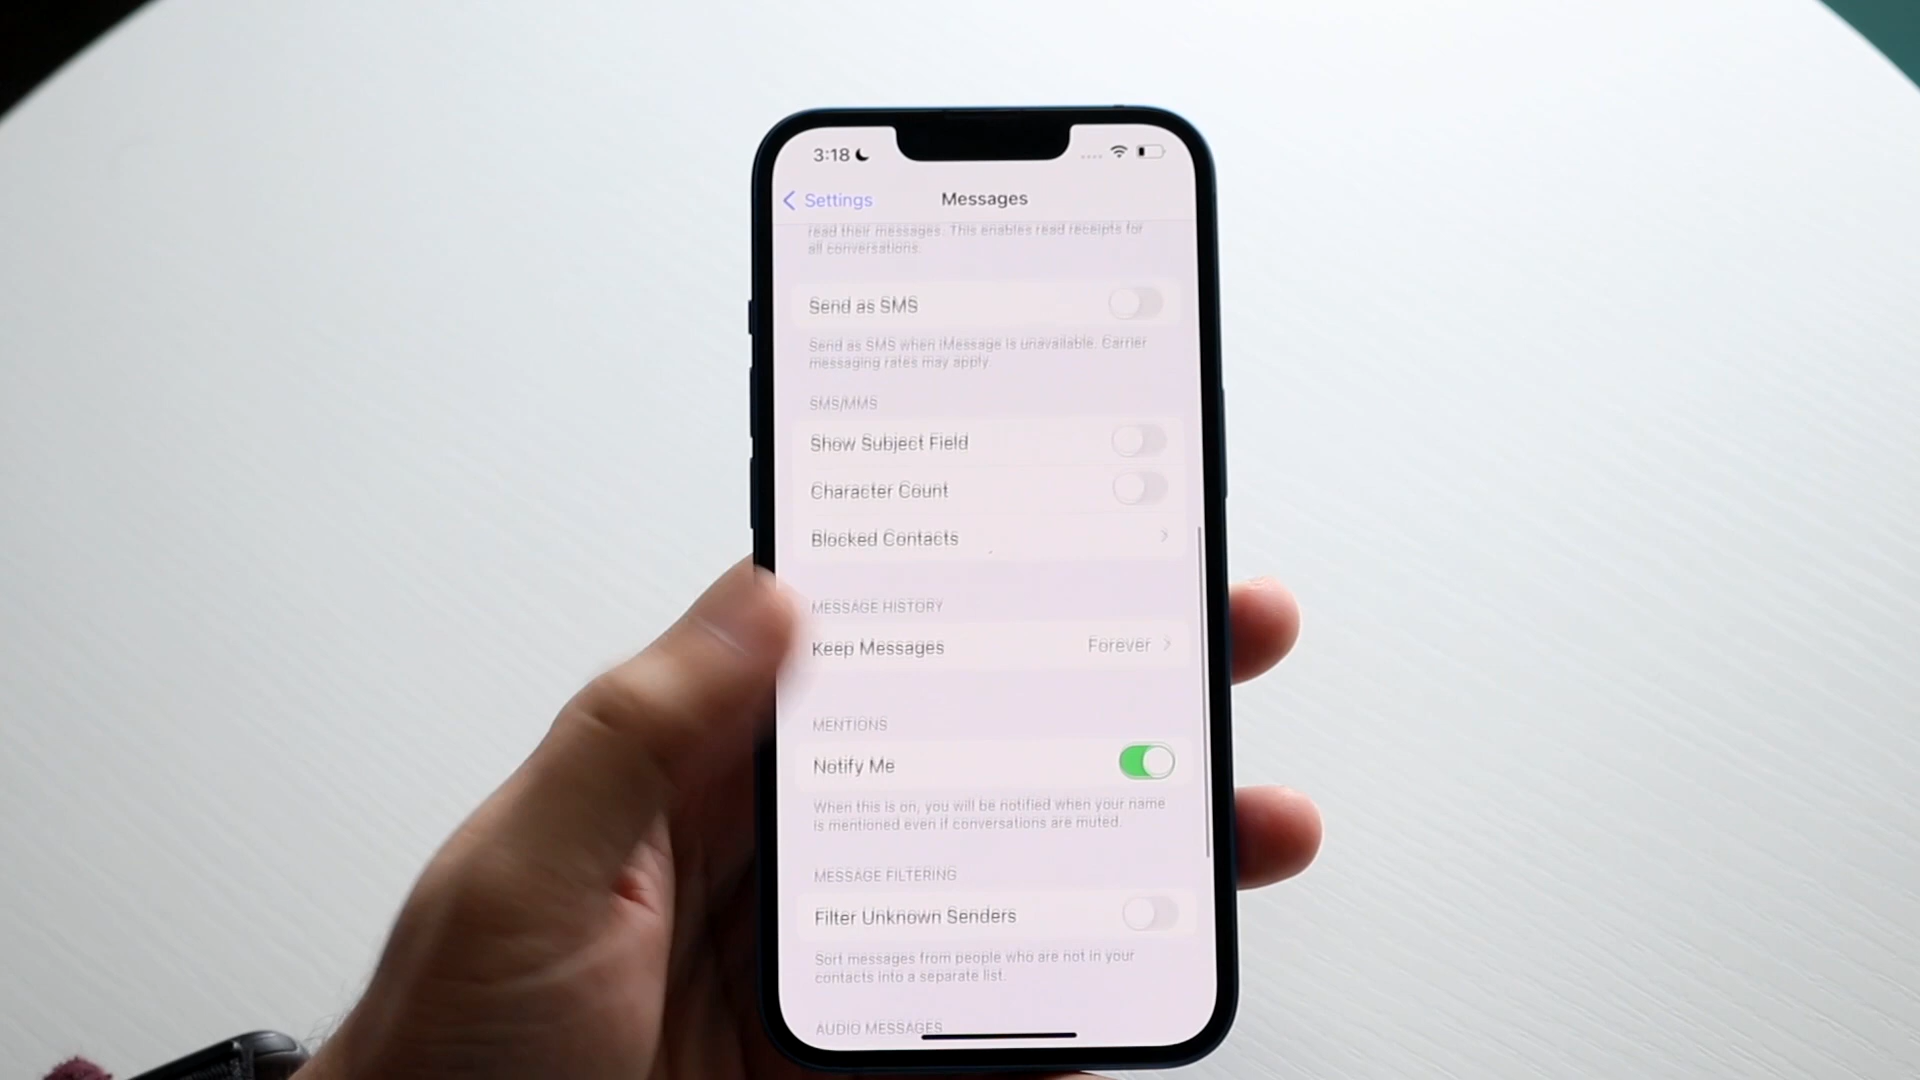 3:18
Settings
Messages
read their messages. This enables read receipts for
all conversations.
Send as SMS
Send as SMS when iMessage is unavailable. Carrier
messaging rates may apply
SMS/MMS
Show Subject Field
Character Count
Blocked Contacts
MESSAGE HISTORY
Keep Messages
Forever
MENTIONS
Notify Me
When this is on, you will be notified when your name
is mentioned even if conversations are muted.
MESSAGE FILTERING
Filter Unknown Senders
Sort messages from people who are not in your
contacts into a separate list.
AUDIO MESSAGES